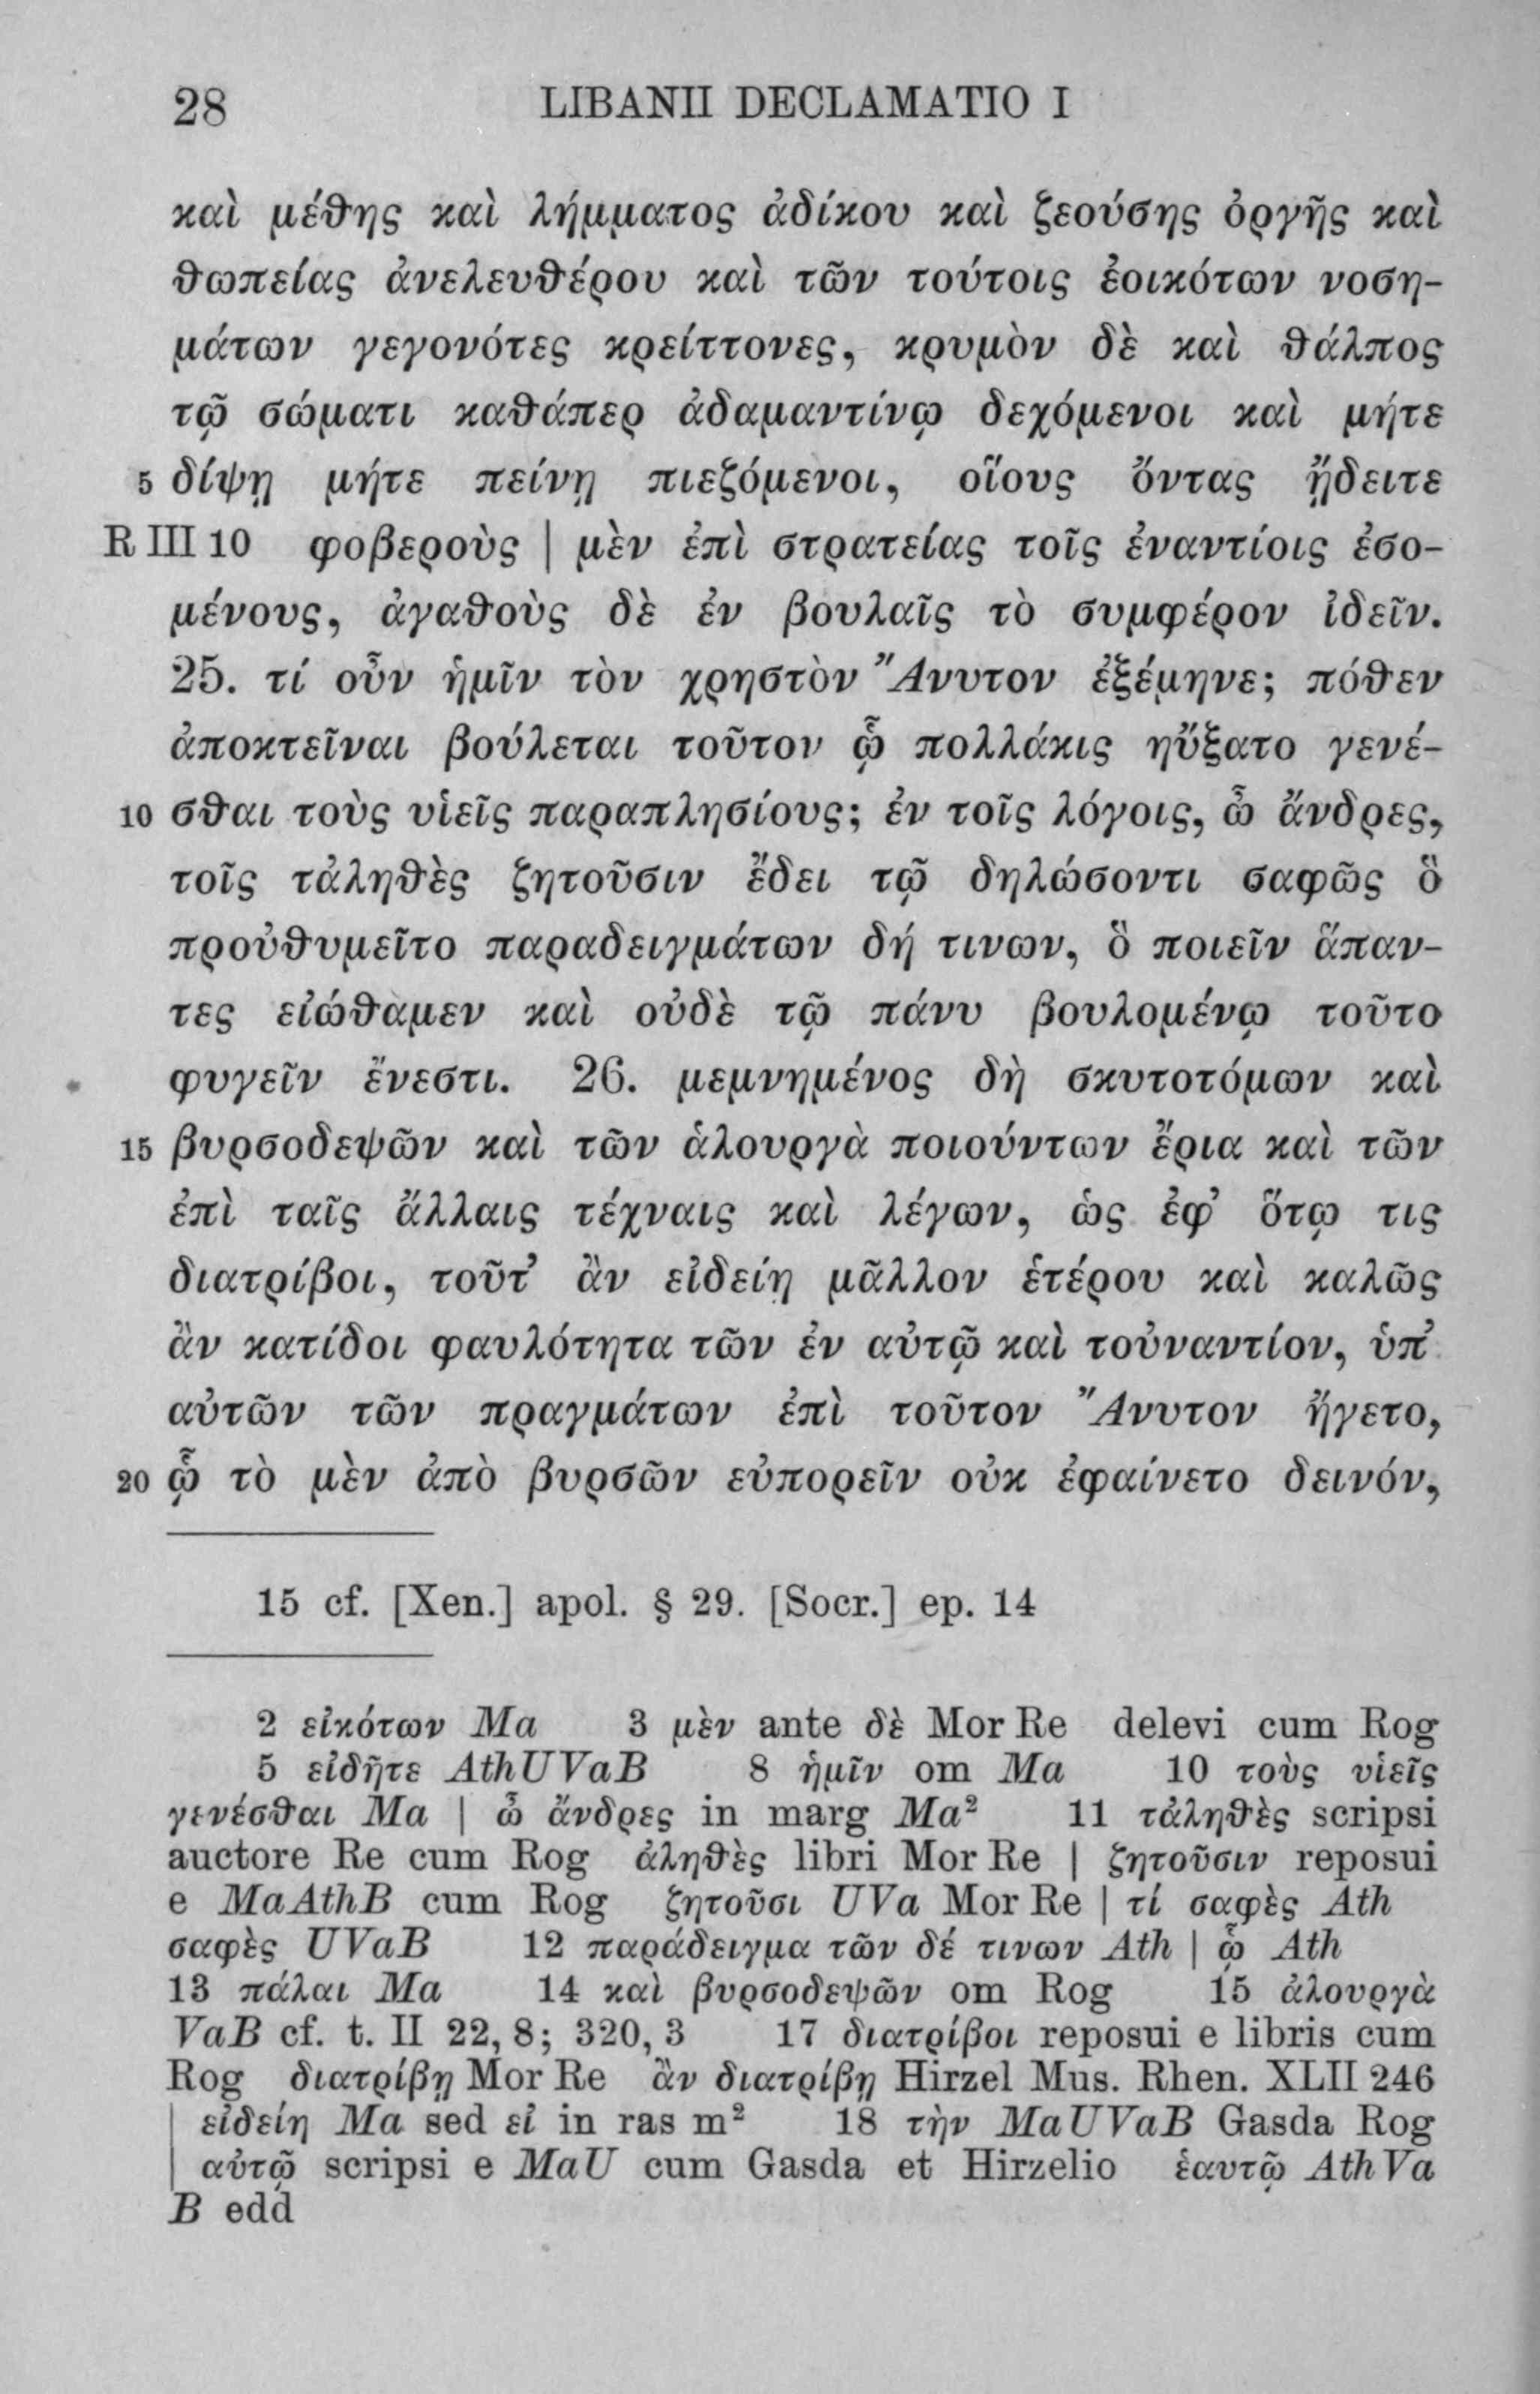 28 LIBANII DECLAMATIO I
καὶ μέθης καὶ λήμματος ἀδίκου καὶ ζεούσης ὀργῆς καὶ
θωπείας ἀνελευθέρου καὶ τῶν τούτοις ἐοικότων νοση-
μάτων γεγονότες κρείττονες, κρυμὸν δὲ καὶ θάλπος
τῷ σώματι καθάπερ ἀδαμαντίνῳ δεχόμενοι καὶ μήτε
5 δίψῃ μήτε πείνῃ πιεζόμενοι, οἵους ὄντας ᾔδειτε
R III 10 φοβεροὺς | μὲν ἐπὶ στρατείας τοῖς ἐναντίοις ἐσο-
μένους, ἀγαθοὺς δὲ ἐν βουλαῖς τὸ συμφέρον ἰδεῖν.
25. τί οὖν ἡμῖν τὸν χρηστὸν Ἄνυτον ἐξέμηνε; πόθεν
ἀποκτεῖναι βούλεται τοῦτον ᾧ πολλάκις ηὔξατο γενέ-
10 σθαι τοὺς υἱεῖς παραπλησίους; ἐν τοῖς λόγοις, ὦ ἄνδρες,
τοῖς τἀληθὲς ζητοῦσιν ἔδει τῷ δηλώσοντι σαφῶς ὃ
προὐθυμεῖτο παραδειγμάτων δή τινων, ὃ ποιεῖν ἅπαν-
τες εἰώθαμεν καὶ οὐδὲ τῷ πάνυ βουλομένῳ τοῦτο
φυγεῖν ἔνεστι. 26. μεμνημένος δὴ σκυτοτόμων καὶ
15 βυρσοδεψῶν καὶ τῶν ἁλουργὰ ποιούντων ἔρια καὶ τῶν
ἐπὶ ταῖς ἄλλαις τέχναις καὶ λέγων, ὡς ἐφ’ ὅτῳ τις
διατρίβοι, τοῦτ’ ἂν εἰδείη μᾶλλον ἑτέρου καὶ καλῶς
ἂν κατίδοι φαυλότητα τῶν ἐν αὐτῷ καὶ τοὐναντίον, ὑπ’
αὐτῶν τῶν πραγμάτων ἐπὶ τοῦτον Ἄνυτον ἤγετο,
20 ᾧ τὸ μὲν ἀπὸ βυρσῶν εὐπορεῖν οὐκ ἐφαίνετο δεινόν,
15 cf. [Xen.] apol. § 29. [Socr.] ep. 14
2 εἰκότων Ma 3 μὲν ante δὲ Mor Re delevi cum Rog
5 εἰδῆτε AthUVaB 8 ἡμῖν om Ma 10 τοὺς υἱεῖς
γενέσθαι Ma | ὦ ἄνδρες in marg Ma² 11 τἀληθὲς scripsi
auctore Re cum Rog ἀληθὲς libri Mor Re | ζητοῦσιν reposui
e MaAthB cum Rog ζητοῦσι UVa Mor Re | τί σαφὲς Ath
σαφὲς UVaB 12 παράδειγμα τῶν δέ τινων Ath | ᾧ Ath
13 πάλαι Ma 14 καὶ βυρσοδεψῶν om Rog 15 ἀλουργὰ
VaB cf. t. II 22, 8; 320, 3 17 διατρίβοι reposui e libris cum
Rog διατρίβῃ Mor Re ἂν διατρίβῃ Hirzel Mus. Rhen. XLII 246
| εἰδείη Ma sed εἰ in ras m² 18 τὴν MaUVaB Gasda Rog
| αὐτῷ scripsi e MaU cum Gasda et Hirzelio ἑαυτῷ AthVa
B edd